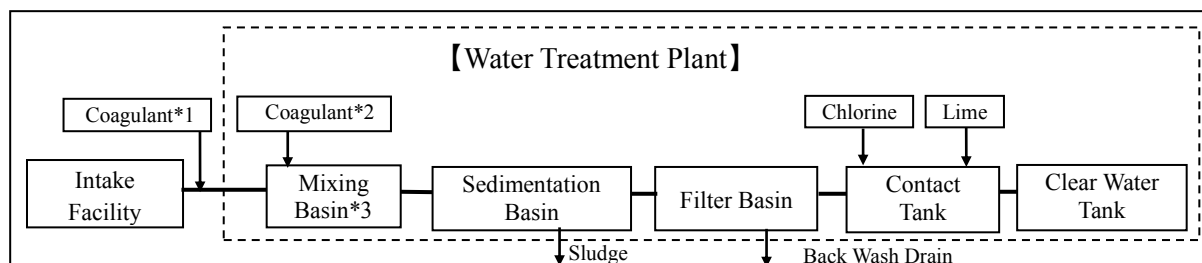 【Water Treatment Plant】
Coagulant*1
Coagulant*2
Chlorine
Lime
Intake
Facility
Mixing
Basin*3
Sedimentation
Basin
Filter Basin
Contact
Tank
Clear Water
Tank
Sludge
Back Wash Drain